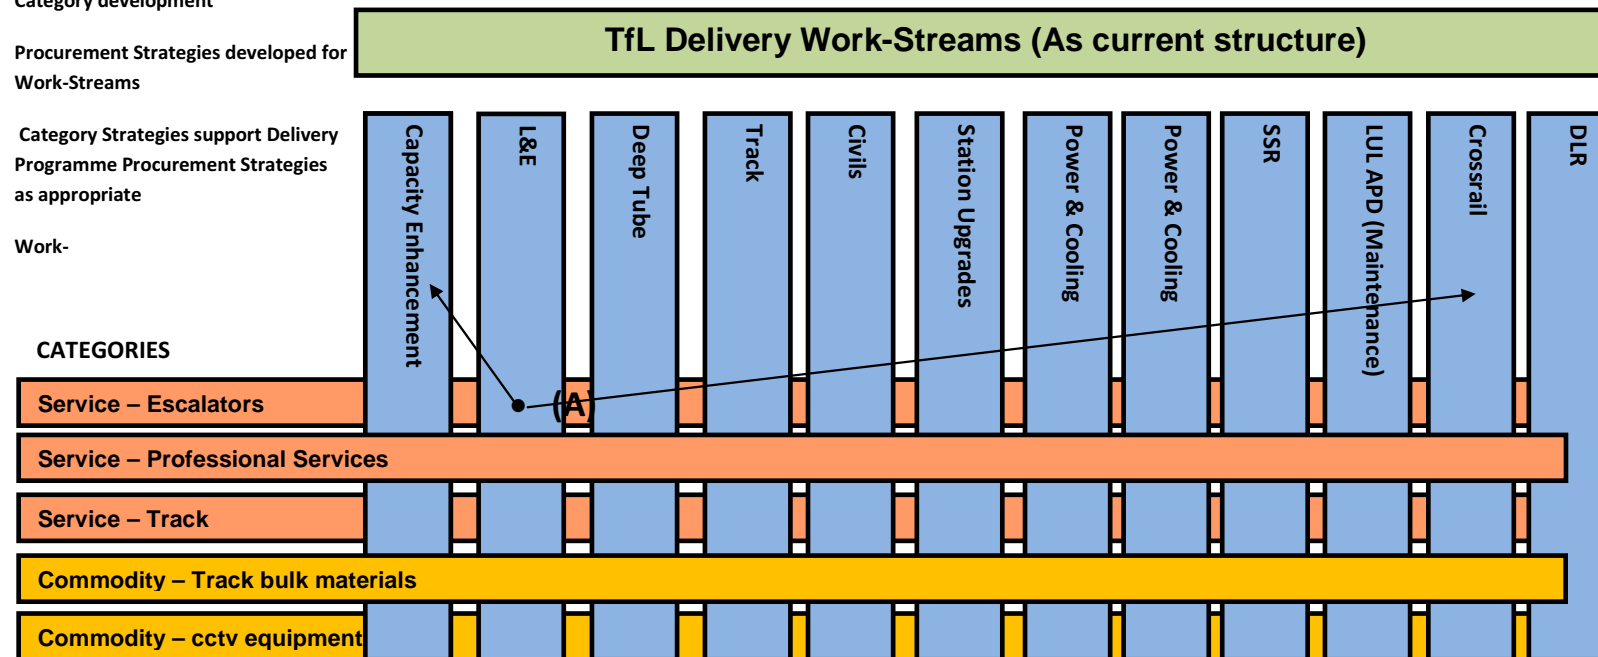 Category development
TfL Delivery Work-Streams (As current structure)
Procurement Strategies developed for
Work-Streams
Category Strategies support Delivery
Programme Procurement Strategies
as appropriate
Work-
Capacity Enhancement
L&E
Deep Tube
Track
Civils
Station Upgrades
Power & Cooling
Power & Cooling
SSR
LUL APD (Maintenance)
Crossrail
DLR
CATEGORIES
Service – Escalators
(A)
Service – Professional Services
Service – Track
Commodity – Track bulk materials
Commodity – cctv equipment